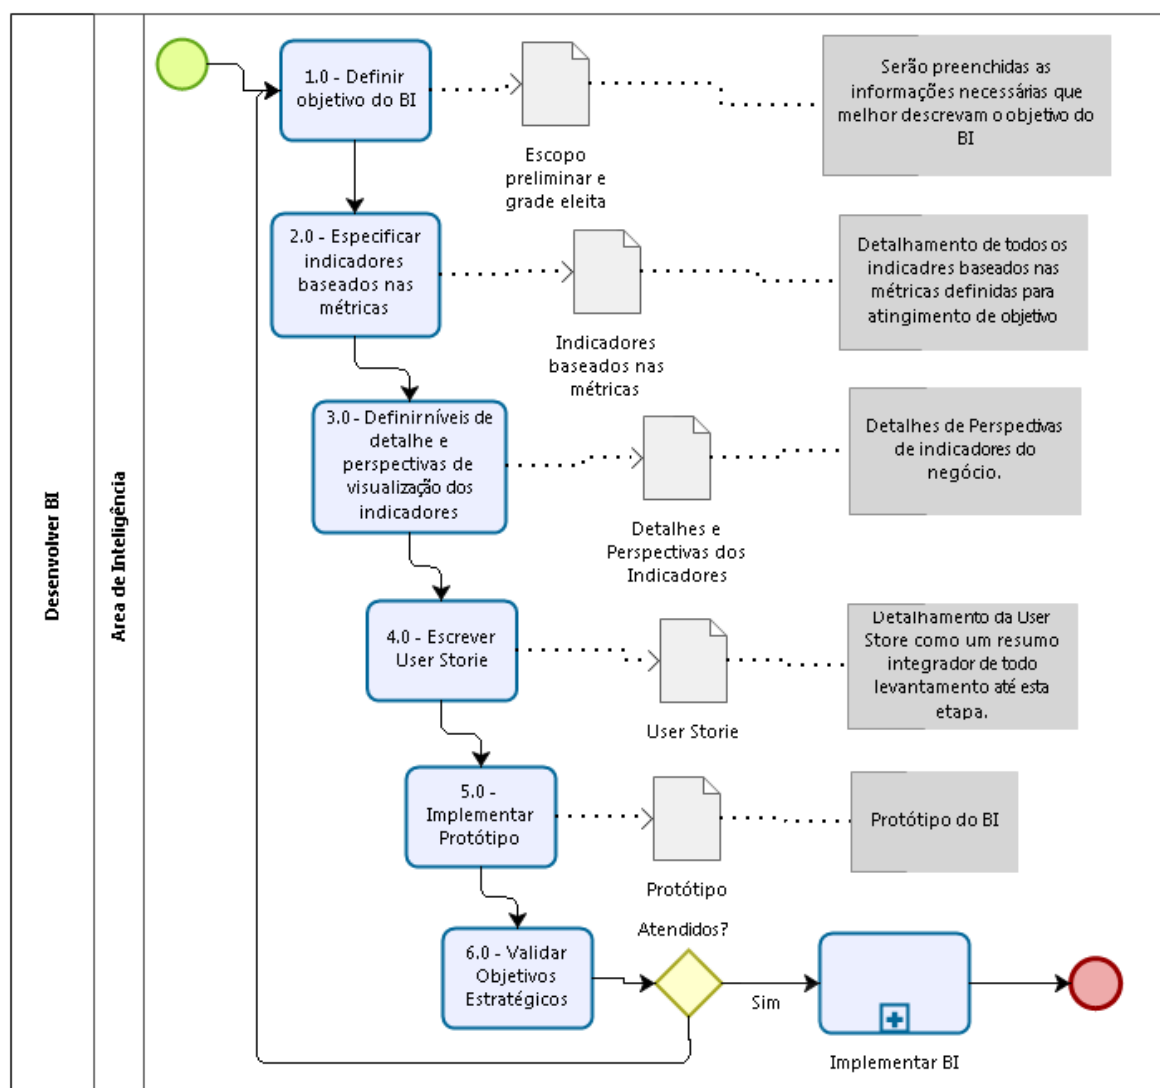 Desenvolver BI
Area de Inteligência
1.0 - Definir
objetivo do BI
Escopo
preliminar e
grade eleita
Serão preenchidas as
informações necessárias que
melhor descrevam o objetivo do
BI
2.0 - Especificar
indicadores
baseados nas
métricas
Indicadores
baseados nas
métricas
Detalhamento de todos os
indicadres baseados nas
métricas definidas para
atingimento de objetivo
3.0 - Definir níveis de
detalhe e
perspectivas de
visualização dos
indicadores
Detalhes e
Perspectivas dos
Indicadores
Detalhes de Perspectivas
de indicadores do
negócio.
4.0 - Escrever
User Storie
User Storie
Detalhamento da User
Store como um resumo
integrador de todo
levantamento até esta
etapa.
5.0 -
Implementar
Protótipo
Protótipo
Protótipo do BI
6.0 - Validar
Objetivos
Estratégicos
Atendidos?
Sim
Implementar BI